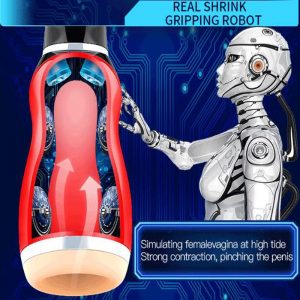 REAL SHRINK
GRIPPING ROBOT
Simulating femalevagina at high tide
Strong contraction, pinching the penis